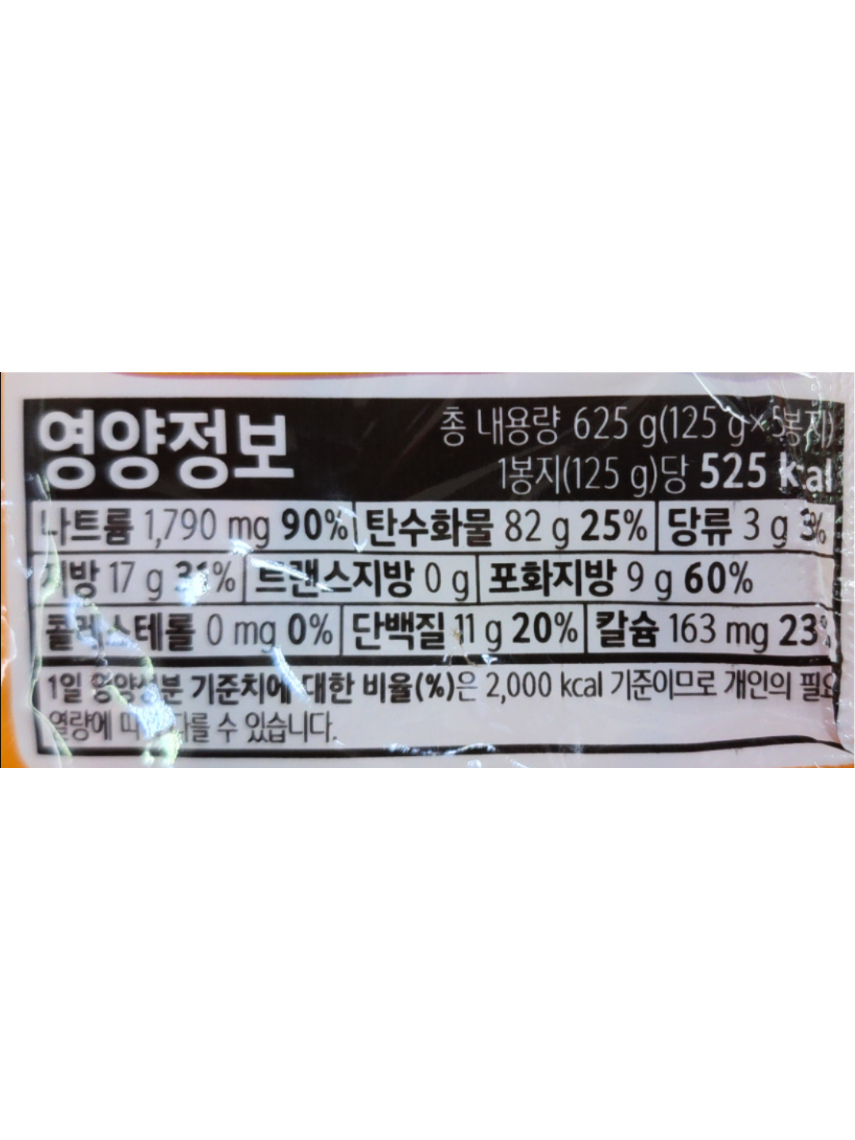 영양정보
총 내용량 625 g(125 g×5봉지)
1봉지(125 g)당 525 kcal
나트륨 1,790 mg 90% 탄수화물 82 g 25% 당류 3 g 3%
지방 17 g 31% 트랜스지방 0 g 포화지방 9 g 60%
콜레스테롤 0 mg 0% 단백질 11 g 20% 칼슘 163 mg 23%
1일 영양성분 기준치에 대한 비율(%)은 2,000 kcal 기준이므로 개인의 필요
열량에 따라 다를 수 있습니다.